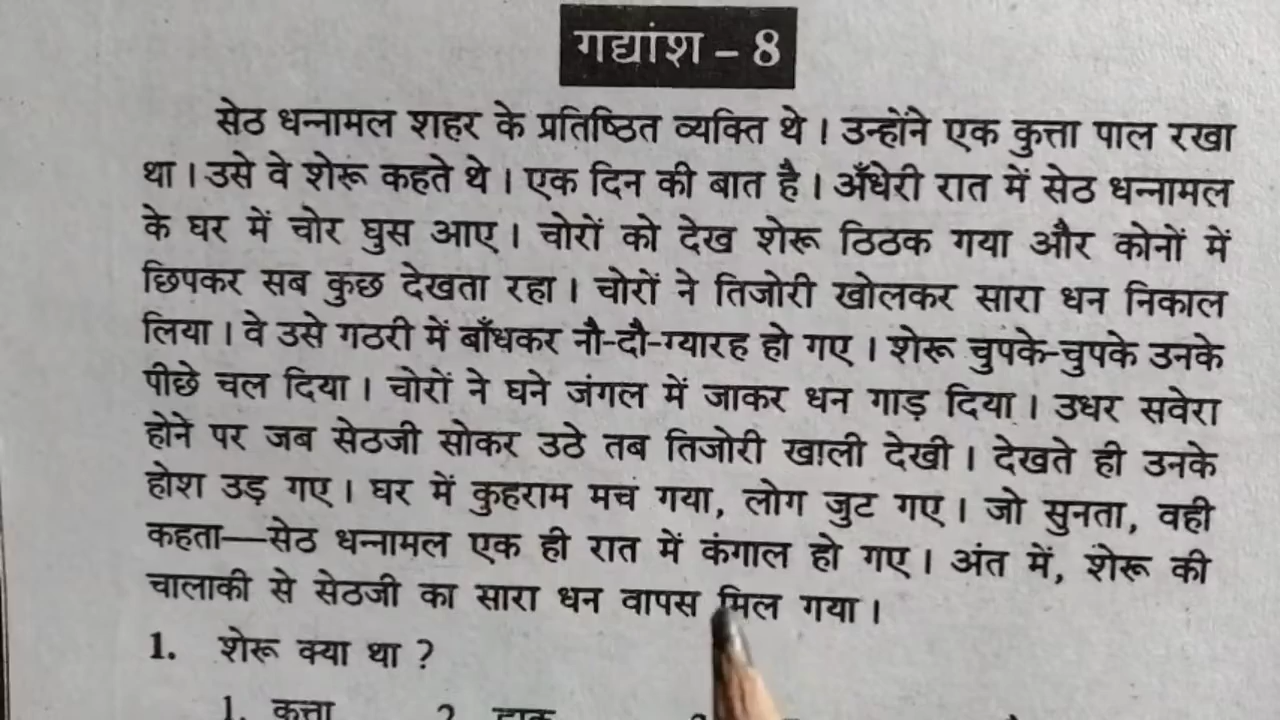 गद्यांश – 8
सेठ धन्नामल शहर के प्रतिष्ठित व्यक्ति थे । उन्होंने एक कुत्ता पाल रखा
था । उसे वे शेरू कहते थे । एक दिन की बात है । अँधेरी रात में सेठ धन्नामल
के घर में चोर घुस आए । चोरों को देख शेरू ठिठक गया और कोनों में
छिपकर सब कुछ देखता रहा । चोरों ने तिजोरी खोलकर सारा धन निकाल
लिया । वे उसे गठरी में बाँधकर नौ-दौ-ग्यारह हो गए । शेरू चुपके-चुपके उनके
पीछे चल दिया । चोरों ने घने जंगल में जाकर धन गाड़ दिया । उधर सवेरा
होने पर जब सेठजी सोकर उठे तब तिजोरी खाली देखी । देखते ही उनके
होश उड़ गए । घर में कुहराम मच गया, लोग जुट गए । जो सुनता, वही
कहता—सेठ धन्नामल एक ही रात में कंगाल हो गए । अंत में, शेरू की
चालाकी से सेठजी का सारा धन वापस मिल गया ।
1. शेरू क्या था ?
1. कुत्ता 2.